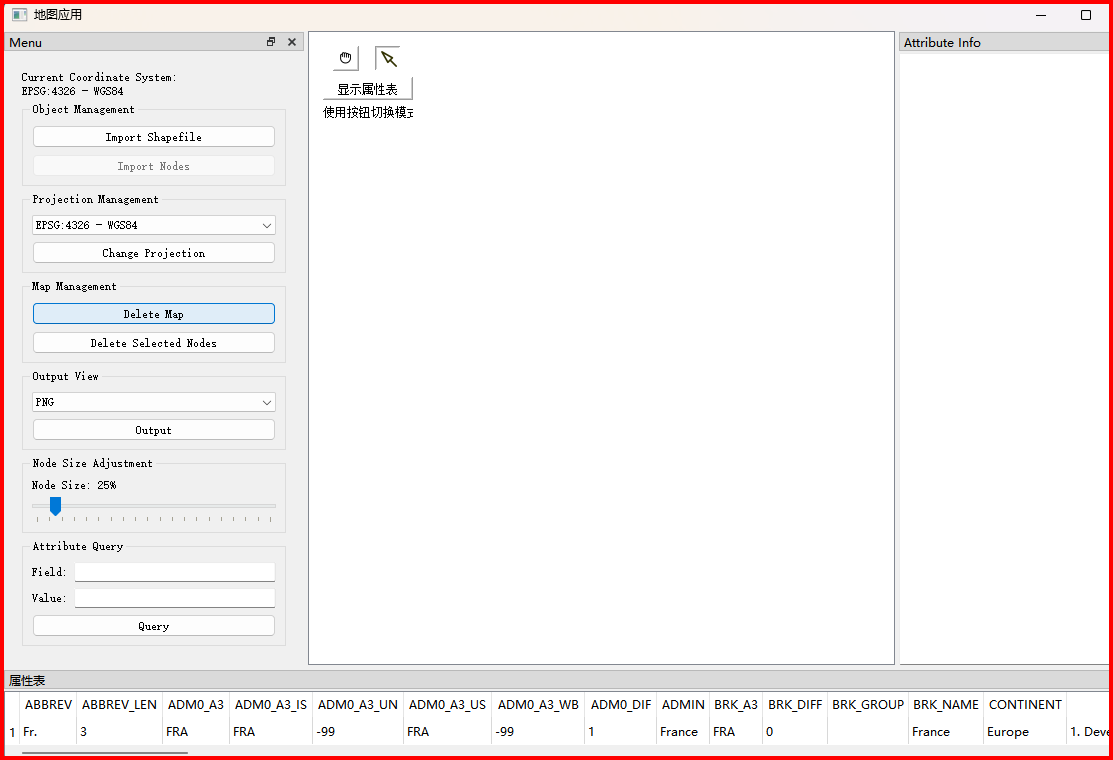 地图应用
Menu
Current Coordinate System:
EPSG:4326 - WGS84
Object Management
Import Shapefile
Import Nodes
Projection Management
EPSG:4326 - WGS84
Change Projection
Map Management
Delete Map
Delete Selected Nodes
Output View
PNG
Output
Node Size Adjustment
Node Size: 25%
Attribute Query
Field:
Value:
Query
显示属性表
使用按钮切换模式
Attribute Info
属性表
ABBREV ABBREV_LEN ADM0_A3 ADM0_A3_IS ADM0_A3_UN ADM0_A3_US ADM0_A3_WB ADM0_DIF ADMIN BRK_A3 BRK_DIFF BRK_GROUP BRK_NAME CONTINENT
1 Fr. 3 FRA FRA -99 FRA -99 1 France FRA 0 France Europe 1. Deve